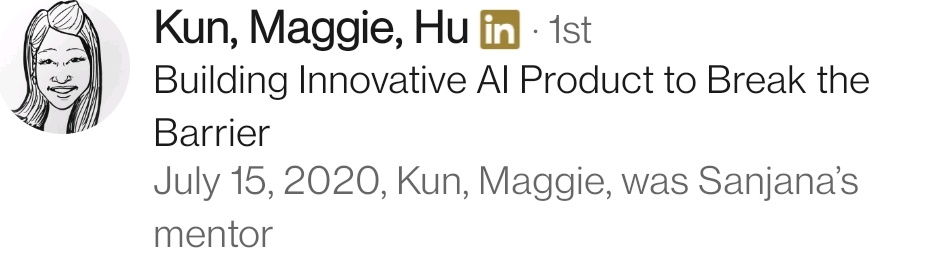 Kun, Maggie, Hu in · 1st
Building Innovative AI Product to Break the
Barrier
July 15, 2020, Kun, Maggie, was Sanjana’s
mentor